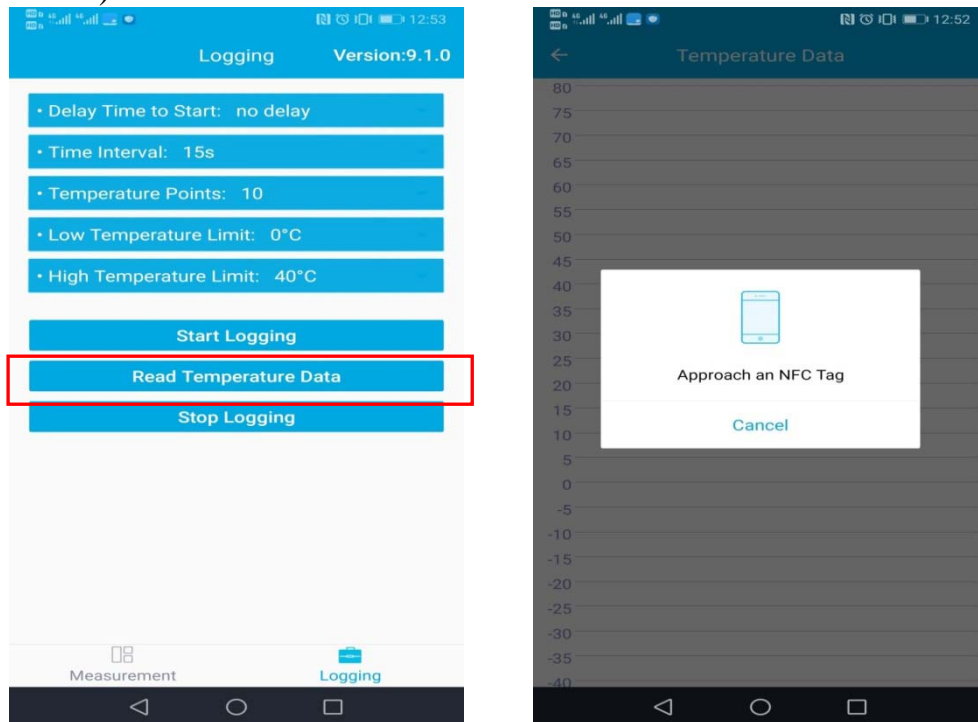 12:53
Logging Version:9.1.0
• Delay Time to Start: no delay
• Time Interval: 15s
• Temperature Points: 10
• Low Temperature Limit: 0°C
• High Temperature Limit: 40°C
Start Logging
Read Temperature Data
Stop Logging
Measurement Logging
12:52
Temperature Data
80
75
70
65
60
55
50
45
40
35
30
25
20
15
10
5
0
-5
-10
-15
-20
-25
-30
-35
-40
Approach an NFC Tag
Cancel